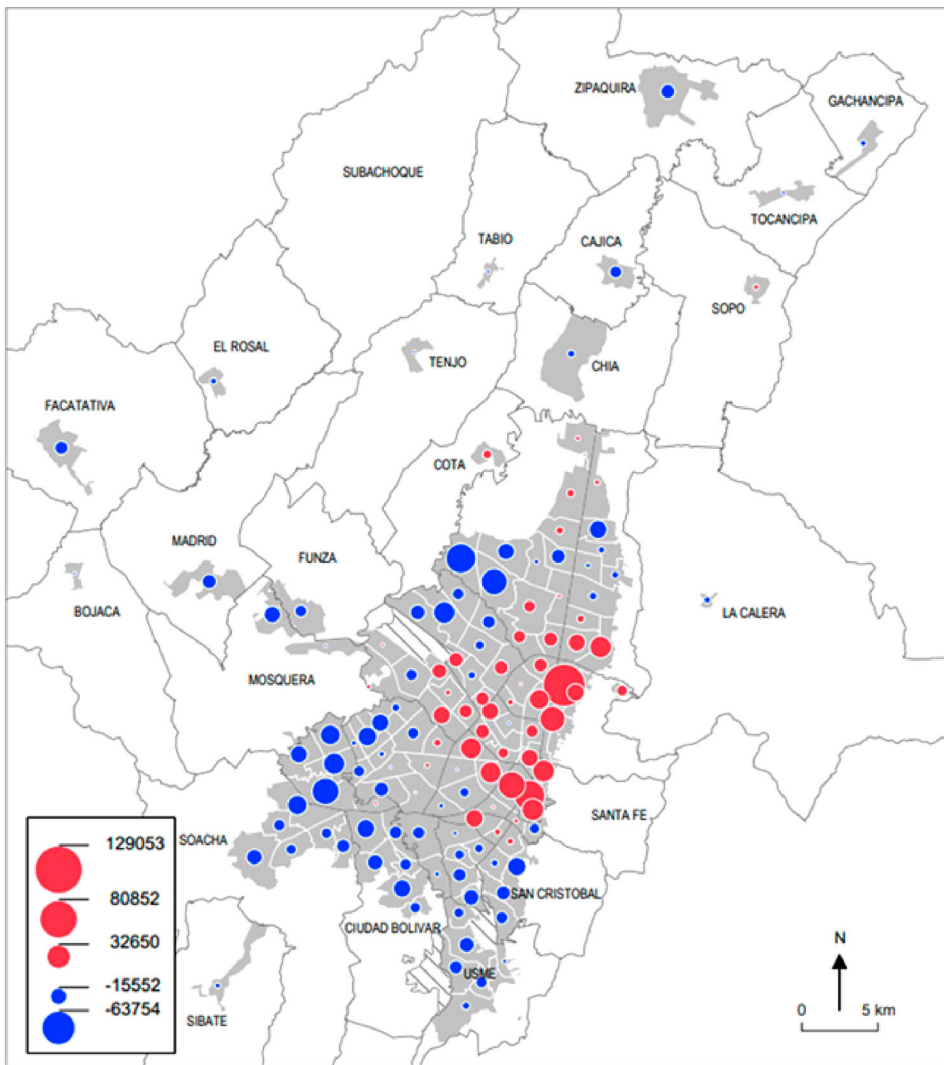 ZIPAQUIRA
GACHANCIPA
SUBACHOQUE
TOCANCIPA
TABIO
CAJICA
SOPO
EL ROSAL
TENJO
CHIA
FACATATIVA
COTA
MADRID
FUNZA
BOJACA
LA CALERA
MOSQUERA
SANTA FE
SOACHA
129053
80852
32650
-15552
-63754
SAN CRISTOBAL
CIUDAD BOLIVAR
USME
SIBATE
N
0 5 km